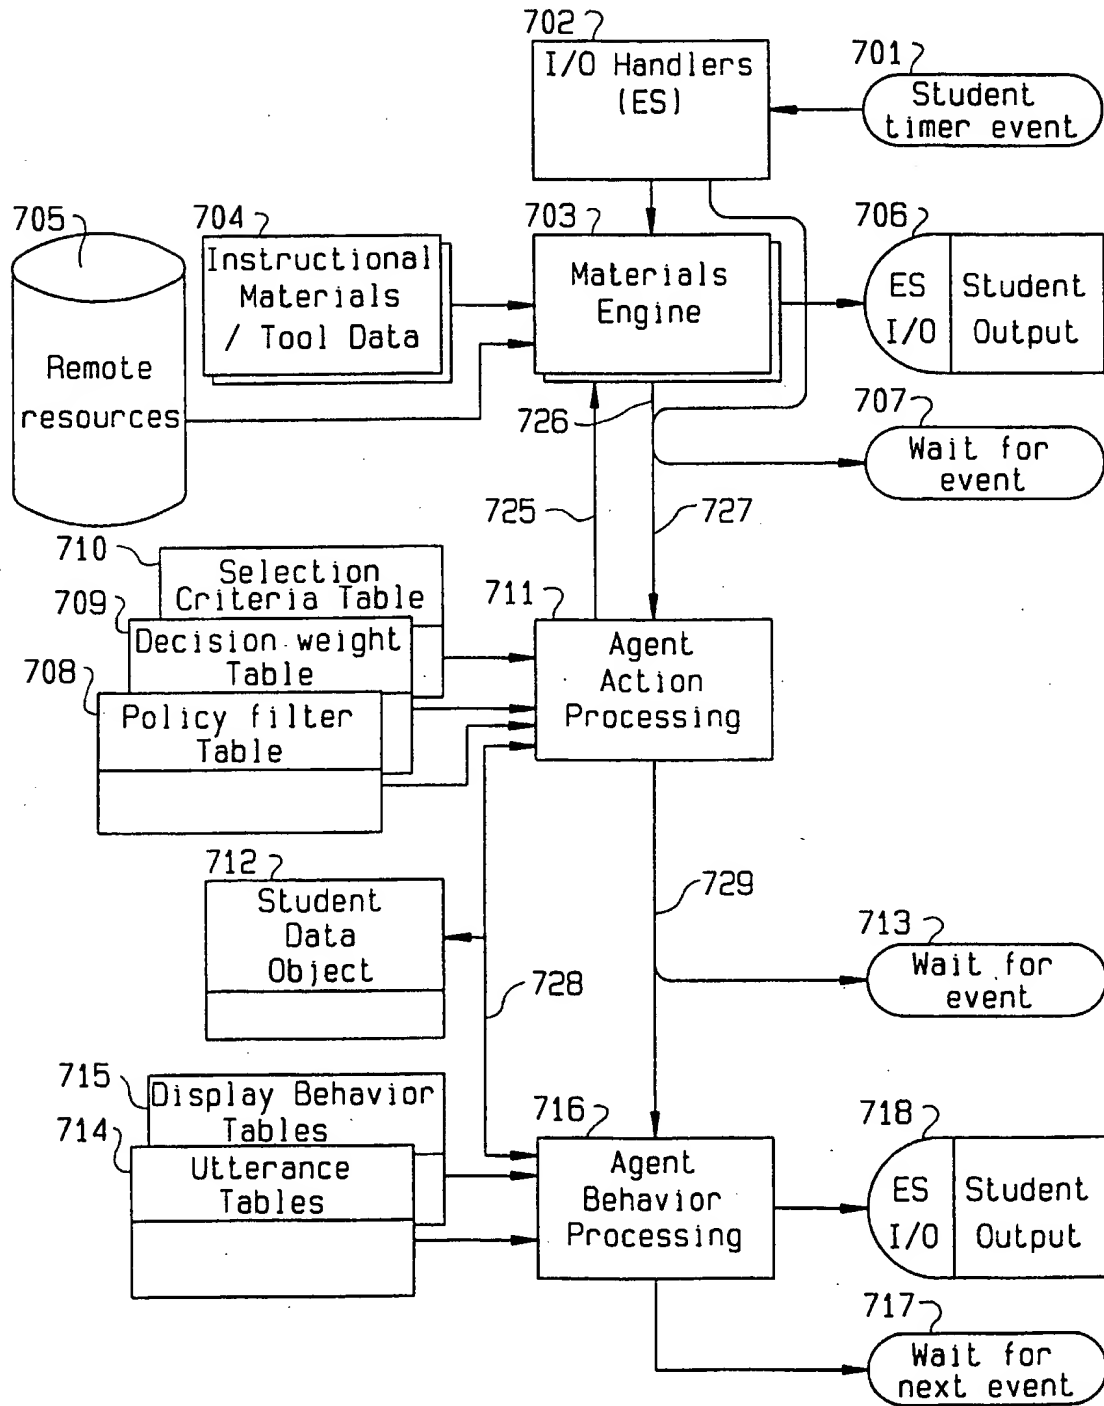 702
I/O Handlers
(ES)
701
Student
timer event
705
Remote
resources
704
Instructional
Materials
/ Tool Data
703
Materials
Engine
706
ES
I/O
Student
Output
726
707
Wait for
event
725
727
710
Selection
Criteria Table
709
Decision weight
Table
708
Policy filter
Table
711
Agent
Action
Processing
712
Student
Data
Object
729
728
713
Wait for
event
715
Display Behavior
Tables
714
Utterance
Tables
716
Agent
Behavior
Processing
718
ES
I/O
Student
Output
717
Wait for
next event